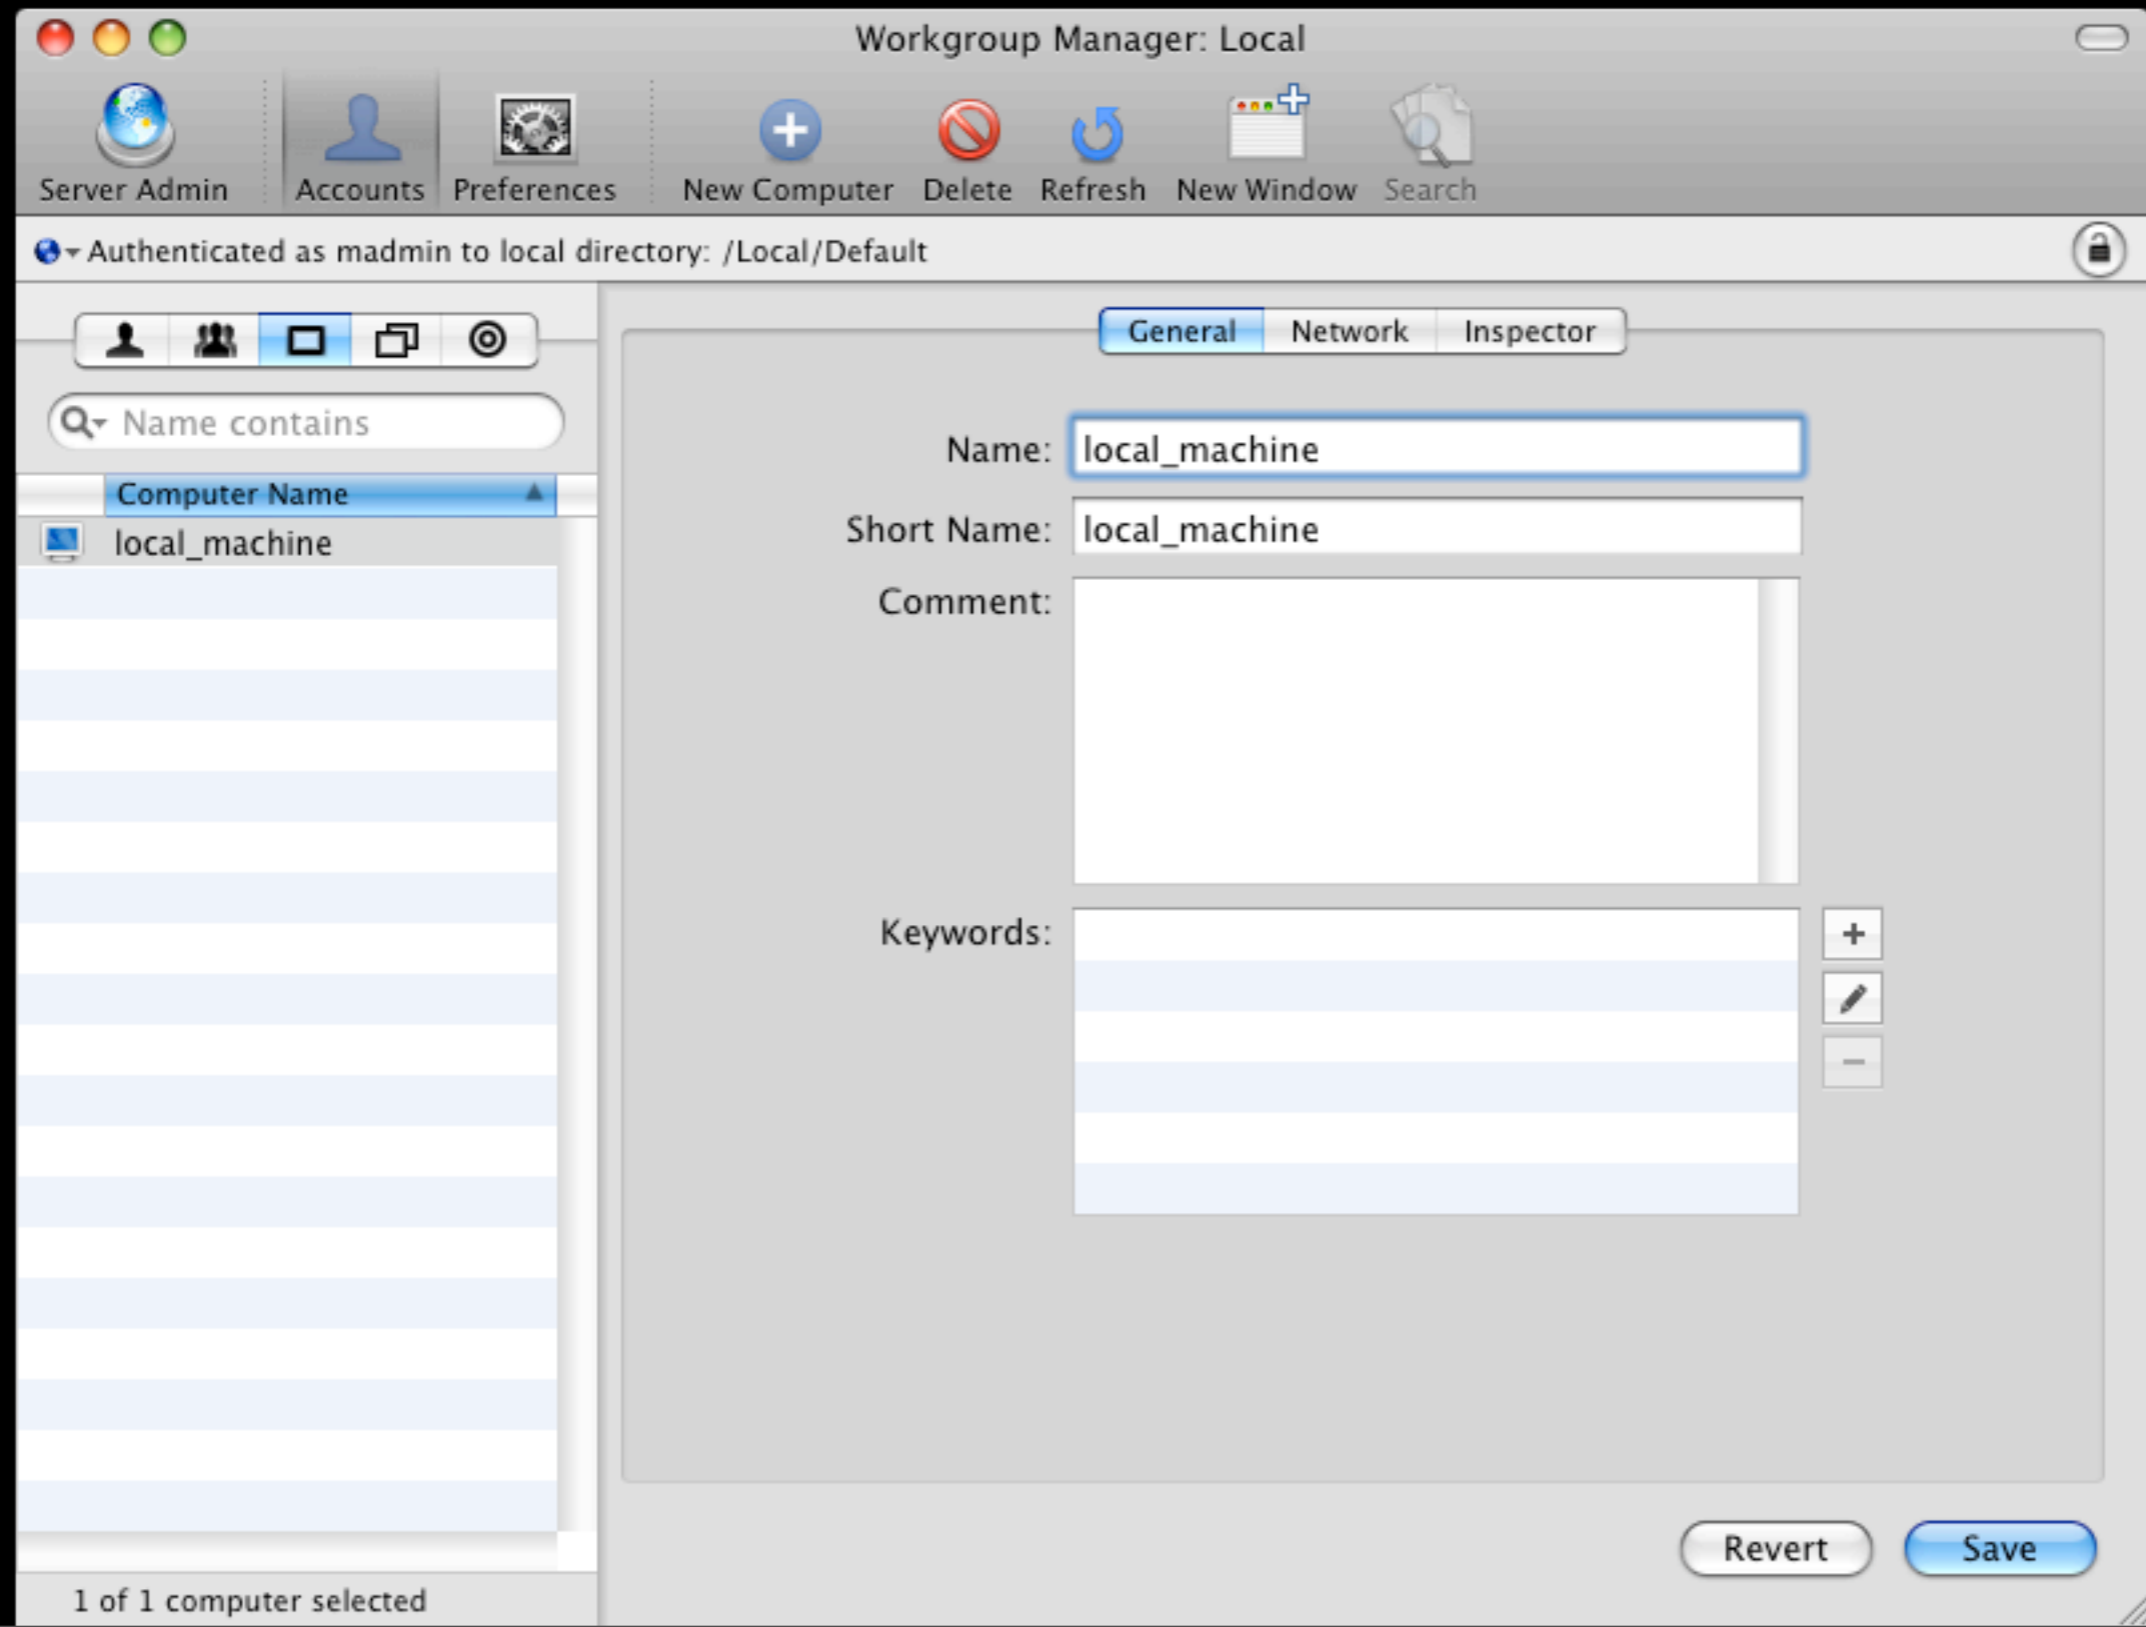 Workgroup Manager: Local
Server Admin Accounts Preferences New Computer Delete Refresh New Window Search
Authenticated as madmin to local directory: /Local/Default
General Network Inspector
Name contains
Computer Name
local_machine
Name: local_machine
Short Name: local_machine
Comment:
Keywords:
Revert Save
1 of 1 computer selected